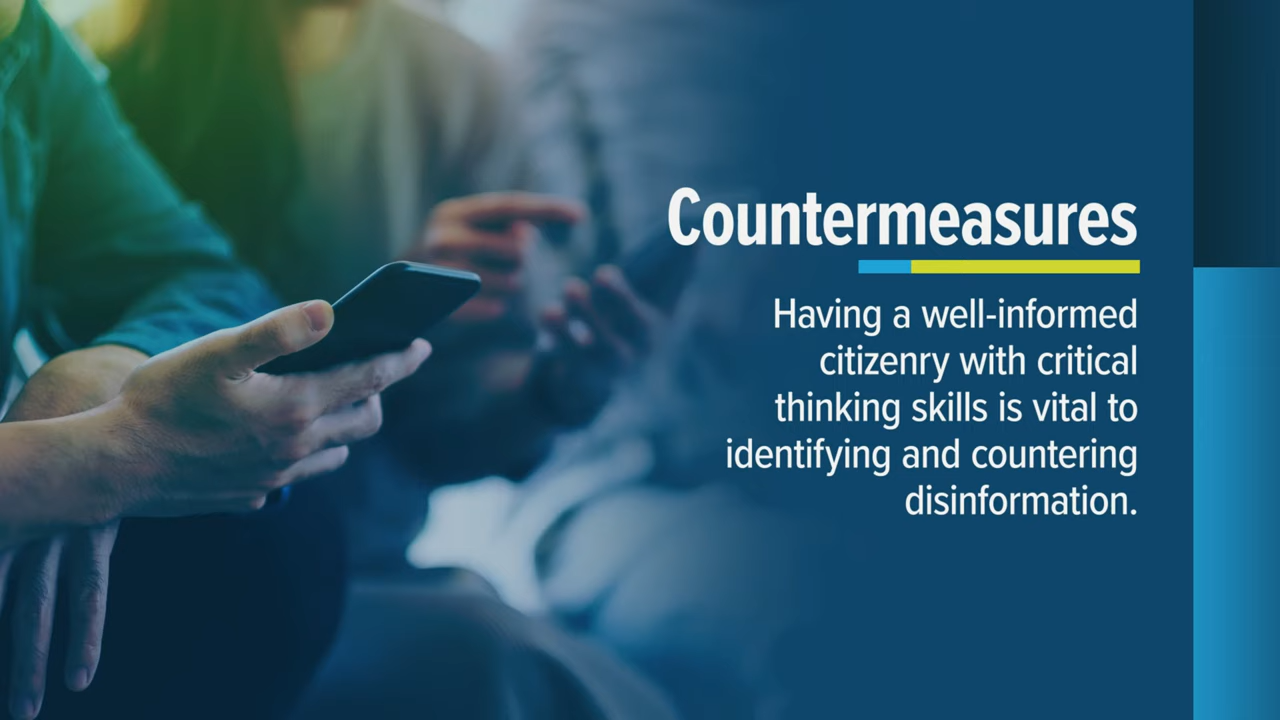 Countermeasures
Having a well-informed
citizenry with critical
thinking skills is vital to
identifying and countering
disinformation.